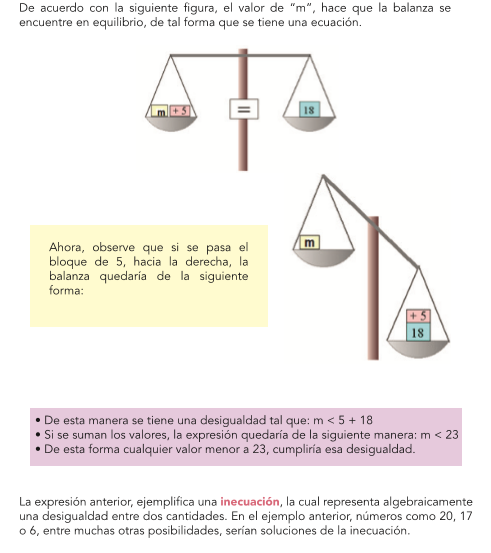 De acuerdo con la siguiente figura, el valor de "m", hace que la balanza se
encuentre en equilibrio, de tal forma que se tiene una ecuación.
m + 5
=
18
Ahora, observe que si se pasa el
bloque de 5, hacia la derecha, la
balanza quedaría de la siguiente
forma:
m
+ 5
18
• De esta manera se tiene una desigualdad tal que: m < 5 + 18
• Si se suman los valores, la expresión quedaría de la siguiente manera: m < 23
• De esta forma cualquier valor menor a 23, cumpliría esa desigualdad.
La expresión anterior, ejemplifica una inecuación, la cual representa algebraicamente
una desigualdad entre dos cantidades. En el ejemplo anterior, números como 20, 17
o 6, entre muchas otras posibilidades, serían soluciones de la inecuación.